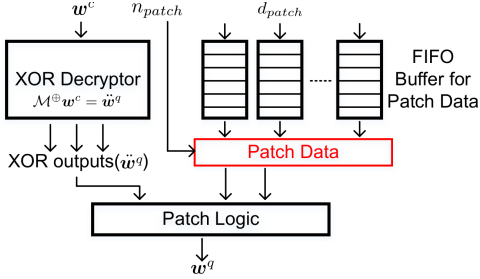 w^c
n_patch
d_patch
XOR Decryptor
M^⊕ w^c = ẅ^q
FIFO
Buffer for
Patch Data
Patch Data
XOR outputs(ẅ^q)
Patch Logic
w^q